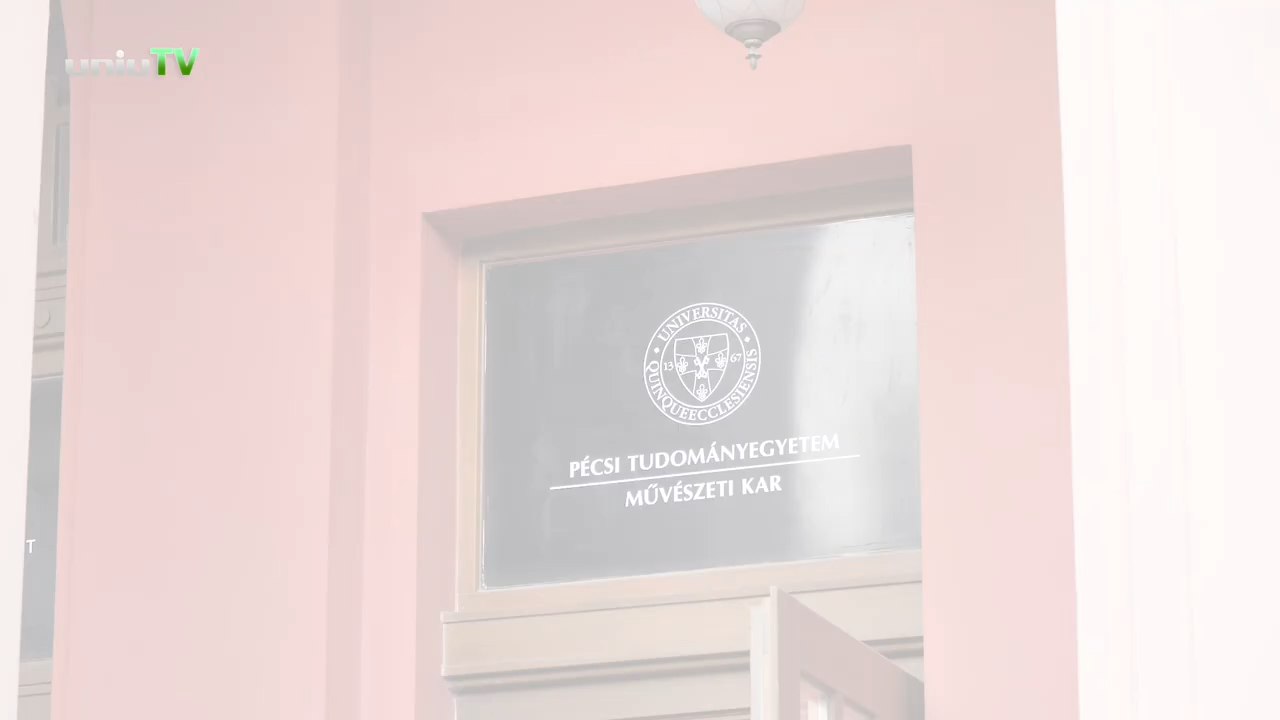 uniuTV
UNIVERSITAS
13 67
QUINQUEECCLESIENSIS
PÉCSI TUDOMÁNYEGYETEM
MŰVÉSZETI KAR
T